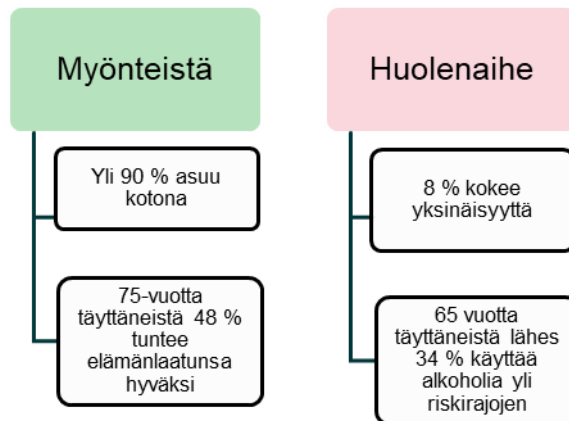 Myönteistä
Yli 90 % asuu
kotona
75-vuotta
täyttäneistä 48 %
tuntee
elämänlaatunsa
hyväksi
Huolenaihe
8 % kokee
yksinäisyyttä
65 vuotta
täyttäneistä lähes
34 % käyttää
alkoholia yli
riskirajojen